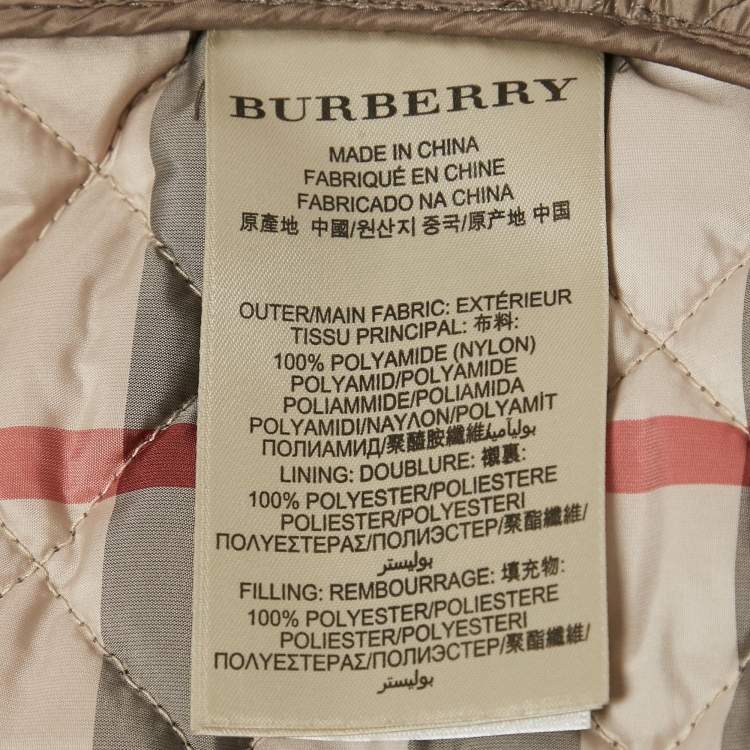 BURBERRY
MADE IN CHINA
FABRIQUÉ EN CHINE
FABRICADO NA CHINA
原產地 中國/원산지 중국/原产地 中国
OUTER/MAIN FABRIC: EXTÉRIEUR
TISSU PRINCIPAL: 布料:
100% POLYAMIDE (NYLON)
POLYAMID/POLYAMIDE
POLIAMMIDE/POLIAMIDA
POLYAMIDI/ΝΑΥΛΟΝ/POLYAMİT
ПОЛИАМИД/聚醯胺纖維/بولياميد
LINING: DOUBLURE: 襯裏:
100% POLYESTER/POLIESTERE
POLIESTER/POLYESTERI
ΠΟΛΥΕΣΤΕΡΑΣ/ПОЛИЭСТЕР/聚酯纖維/
بوليستر
FILLING: REMBOURRAGE: 填充物:
100% POLYESTER/POLIESTERE
POLIESTER/POLYESTERI
ΠΟΛΥΕΣΤΕΡΑΣ/ПОЛИЭСТЕР/聚酯纖維/
بوليستر